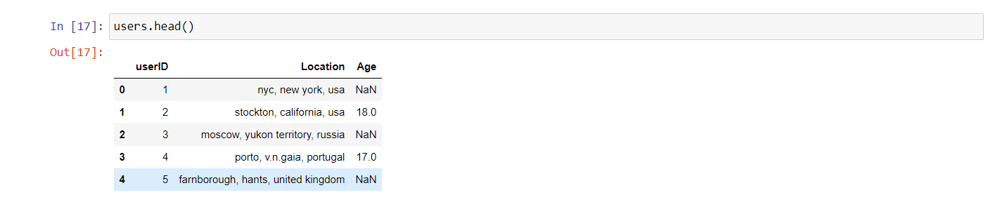 In [17]: users.head()
Out[17]:
userID Location Age
0 1 nyc, new york, usa NaN
1 2 stockton, california, usa 18.0
2 3 moscow, yukon territory, russia NaN
3 4 porto, v.n.gaia, portugal 17.0
4 5 farnborough, hants, united kingdom NaN